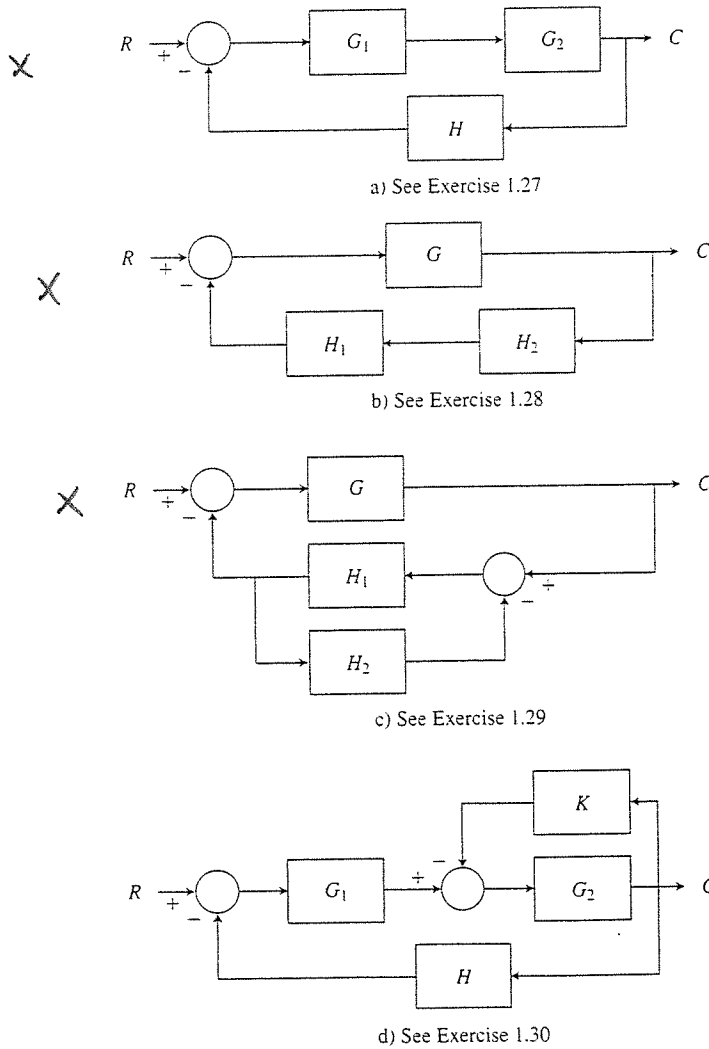 R + − G₁ G₂ C
H
a) See Exercise 1.27
R + − G C
H₁ H₂
b) See Exercise 1.28
R + − G C
H₁ − +
H₂
c) See Exercise 1.29
K
R + − G₁ + − G₂ C
H
d) See Exercise 1.30